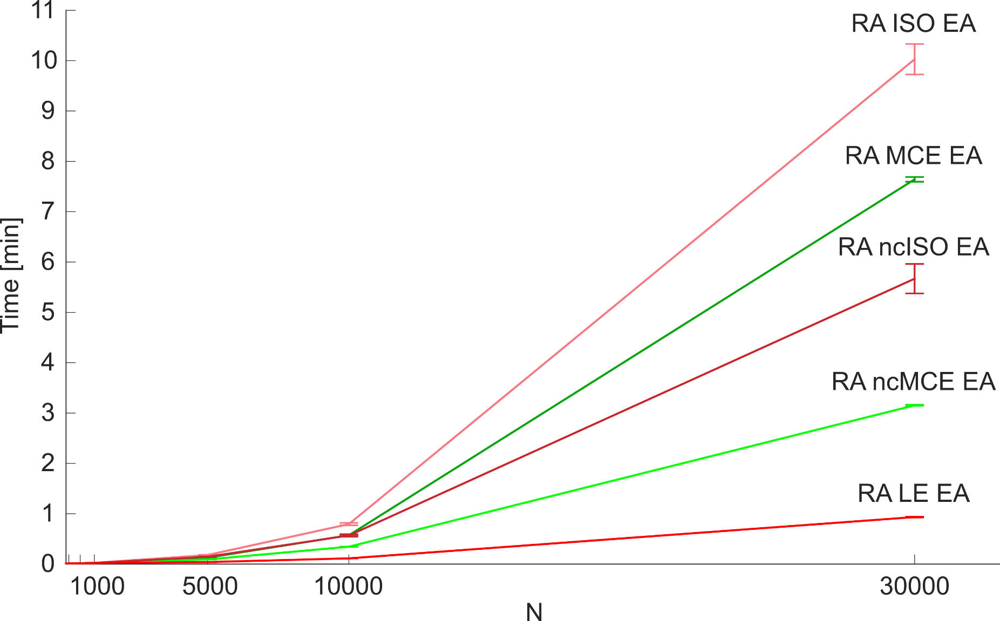 11
RA ISO EA
10
9
8
RA MCE EA
7
Time [min]
6
RA ncISO EA
5
4
RA ncMCE EA
3
2
1
RA LE EA
0
1000 5000 10000 30000
N